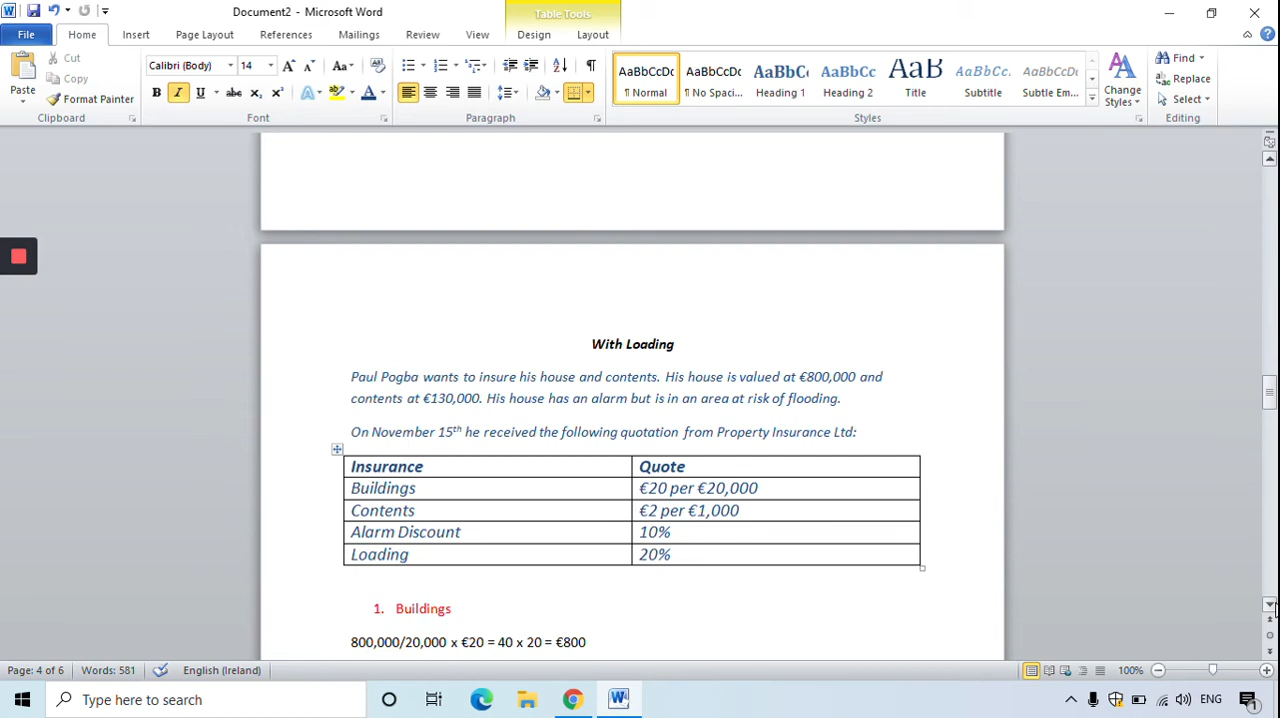 Document2 - Microsoft Word
Table Tools
File Home Insert Page Layout References Mailings Review View Design Layout
Paste
Cut
Copy
Format Painter
Clipboard
Calibri (Body) 14
Font
Paragraph
AaBbCcDc AaBbCcDc AaBbCc AaBbCc AaB AaBbCcDc. AaBbCcDc
¶ Normal ¶ No Spaci... Heading 1 Heading 2 Title Subtitle Subtle Em...
Change Styles
Styles
Find
Replace
Select
Editing
With Loading
Paul Pogba wants to insure his house and contents. His house is valued at €800,000 and
contents at €130,000. His house has an alarm but is in an area at risk of flooding.
On November 15th he received the following quotation from Property Insurance Ltd:
Insurance Quote
Buildings €20 per €20,000
Contents €2 per €1,000
Alarm Discount 10%
Loading 20%
1. Buildings
800,000/20,000 x €20 = 40 x 20 = €800
Page: 4 of 6 Words: 581 English (Ireland) 100%
Type here to search ENG